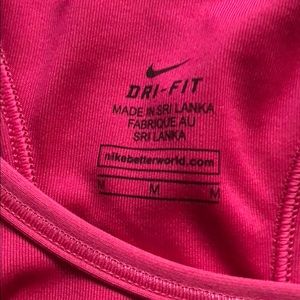 DRI-FIT
MADE IN SRI LANKA
FABRIQUE AU
SRI LANKA
nikebetterworld.com
M M M